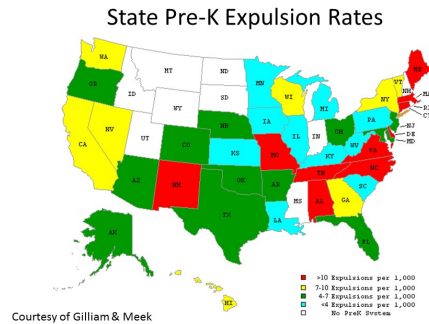 State Pre-K Expulsion Rates
WA
OR
CA
NV
ID
MT
WY
UT
AZ
CO
NM
ND
SD
NB
KS
OK
TX
MN
IA
MO
AR
LA
WI
IL
MI
IN
KY
TN
MS
AL
OH
WV
VA
NC
SC
GA
FL
PA
NY
VT
NH
ME
MA
RI
CT
NJ
DE
MD
AK
HI
>10 Expulsions per 1,000
7-10 Expulsions per 1,000
4-7 Expulsions per 1,000
<4 Expulsions per 1,000
No PreK System
Courtesy of Gilliam & Meek